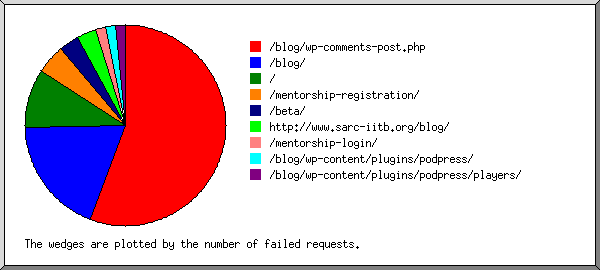 /blog/wp-comments-post.php
/blog/
/
/mentorship-registration/
/beta/
http://www.sarc-iitb.org/blog/
/mentorship-login/
/blog/wp-content/plugins/podpress/
/blog/wp-content/plugins/podpress/players/
The wedges are plotted by the number of failed requests.